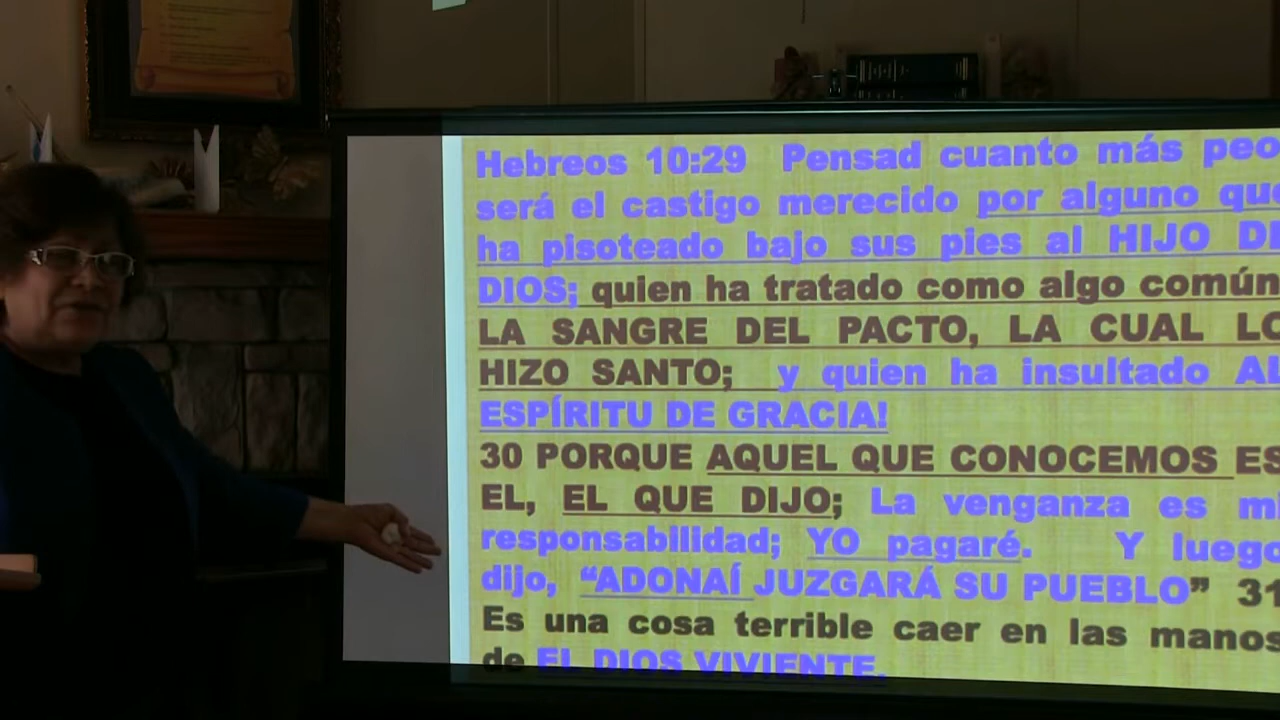 Hebreos 10:29 Pensad cuanto más peo
será el castigo merecido por alguno que
ha pisoteado bajo sus pies al HIJO DE
DIOS; quien ha tratado como algo común
LA SANGRE DEL PACTO, LA CUAL LO
HIZO SANTO; y quien ha insultado AL
ESPÍRITU DE GRACIA!
30 PORQUE AQUEL QUE CONOCEMOS ES
EL, EL QUE DIJO; La venganza es mi
responsabilidad; YO pagaré. Y luego
dijo, “ADONAÍ JUZGARÁ SU PUEBLO” 31
Es una cosa terrible caer en las manos
de EL DIOS VIVIENTE.